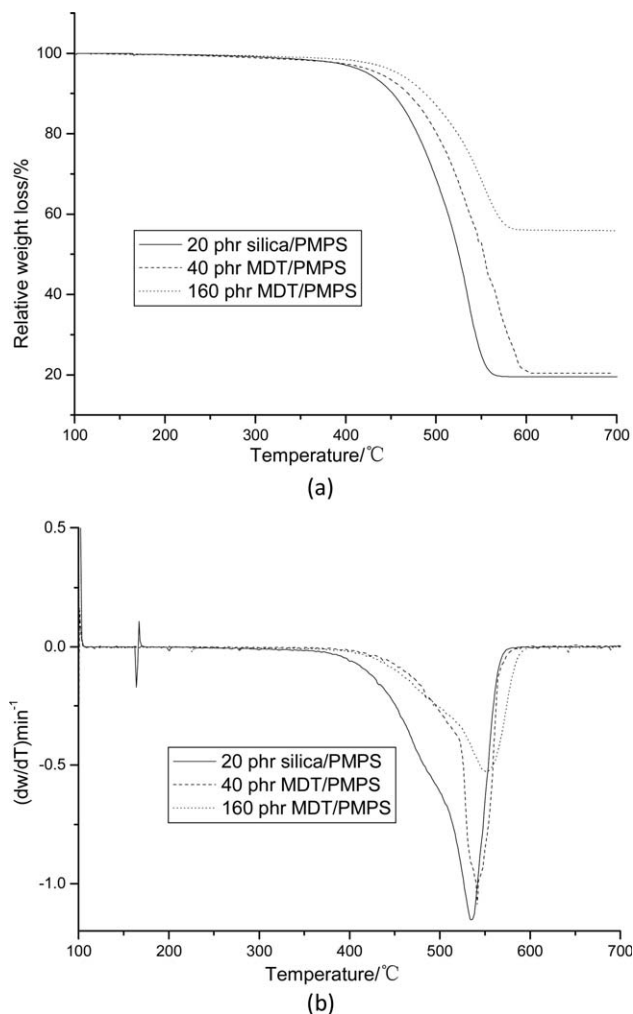 100
80
60
40
20
Relative weight loss/%
20 phr silica/PMPS
40 phr MDT/PMPS
160 phr MDT/PMPS
100 200 300 400 500 600 700
Temperature/℃
(a)
0.5
0.0
-0.5
-1.0
(dw/dT)min⁻¹
20 phr silica/PMPS
40 phr MDT/PMPS
160 phr MDT/PMPS
100 200 300 400 500 600 700
Temperature/℃
(b)